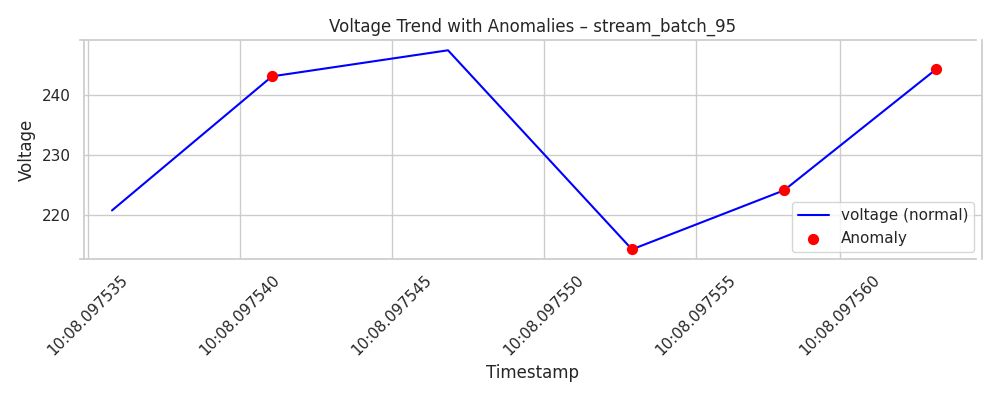 Voltage Trend with Anomalies – stream_batch_95
Voltage
240
230
220
voltage (normal)
Anomaly
10:08.097535
10:08.097540
10:08.097545
10:08.097550
10:08.097555
10:08.097560
Timestamp